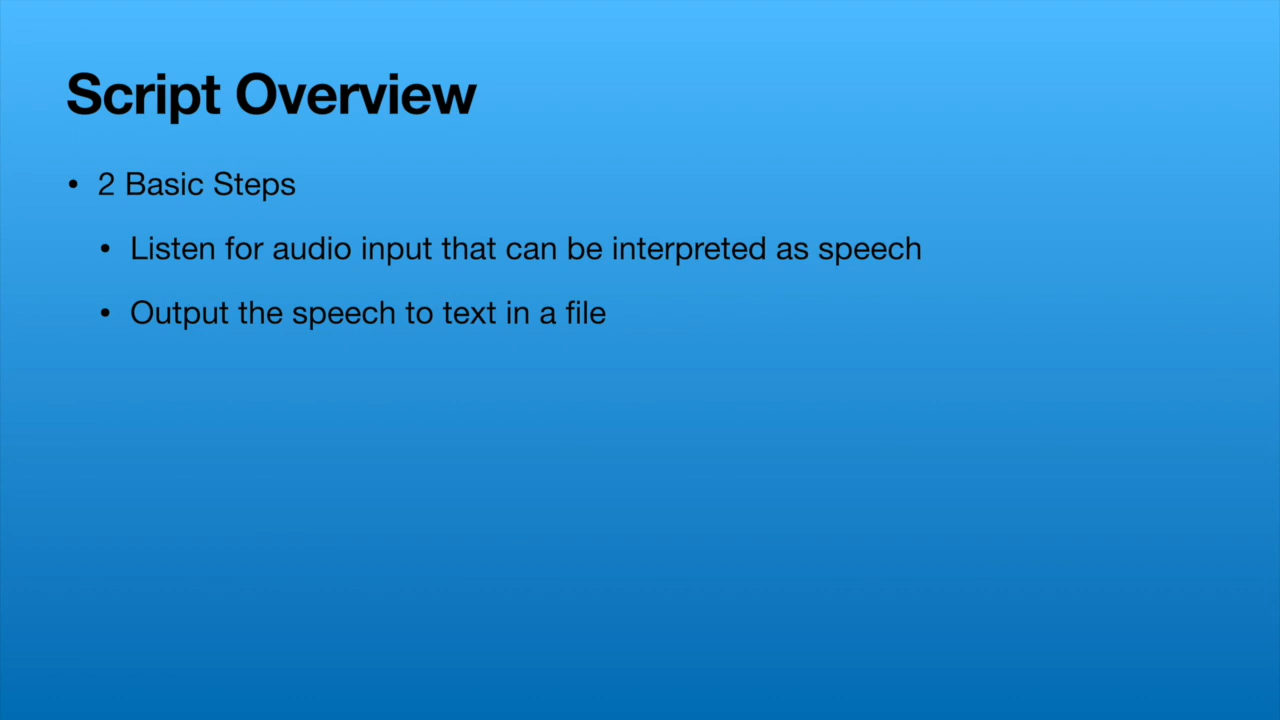 Script Overview
• 2 Basic Steps
• Listen for audio input that can be interpreted as speech
• Output the speech to text in a file